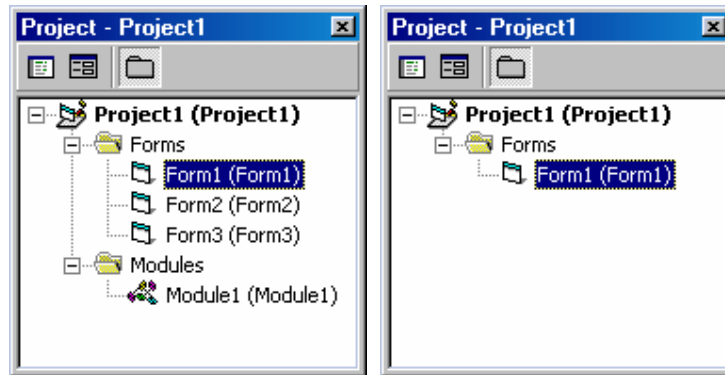 Project - Project1
Project1 (Project1)
Forms
Form1 (Form1)
Form2 (Form2)
Form3 (Form3)
Modules
Module1 (Module1)
Project - Project1
Project1 (Project1)
Forms
Form1 (Form1)